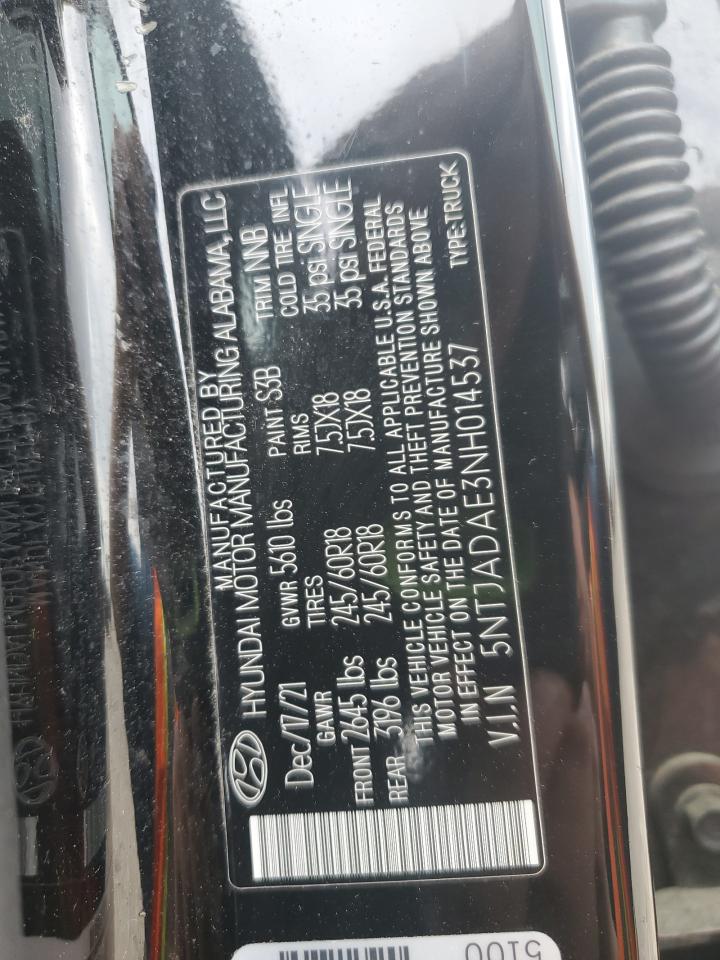 MANUFACTURED BY
HYUNDAI MOTOR MANUFACTURING ALABAMA, LLC
Dec/17/21 GVWR 5610 lbs PAINT S3B TRIM NNB
GAWR TIRES RIMS COLD TIRE INFL
FRONT 2645 lbs 245/60R18 7.5JX18 35 psi SINGLE
REAR 3196 lbs 245/60R18 7.5JX18 35 psi SINGLE
THIS VEHICLE CONFORMS TO ALL APPLICABLE U.S.A. FEDERAL
MOTOR VEHICLE SAFETY AND THEFT PREVENTION STANDARDS
IN EFFECT ON THE DATE OF MANUFACTURE SHOWN ABOVE
V.I.N 5NTJADAE3NH014537 TYPE:TRUCK
5100